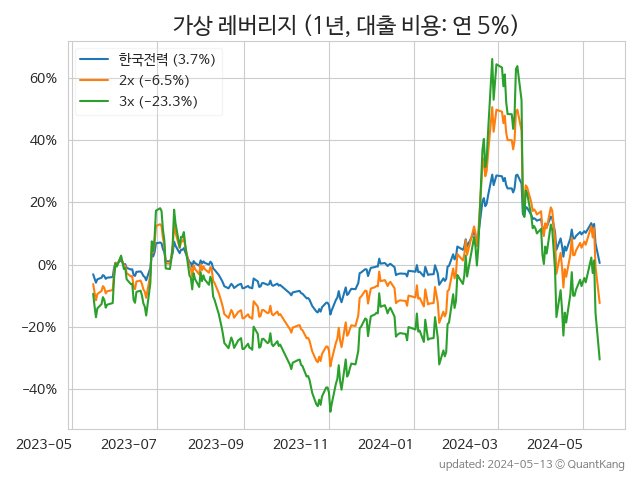 가상 레버리지 (1년, 대출 비용: 연 5%)
한국전력 (3.7%)
2x (−6.5%)
3x (−23.3%)
60%
40%
20%
0%
−20%
−40%
2023-05 2023-07 2023-09 2023-11 2024-01 2024-03 2024-05
updated: 2024-05-13 © QuantKang